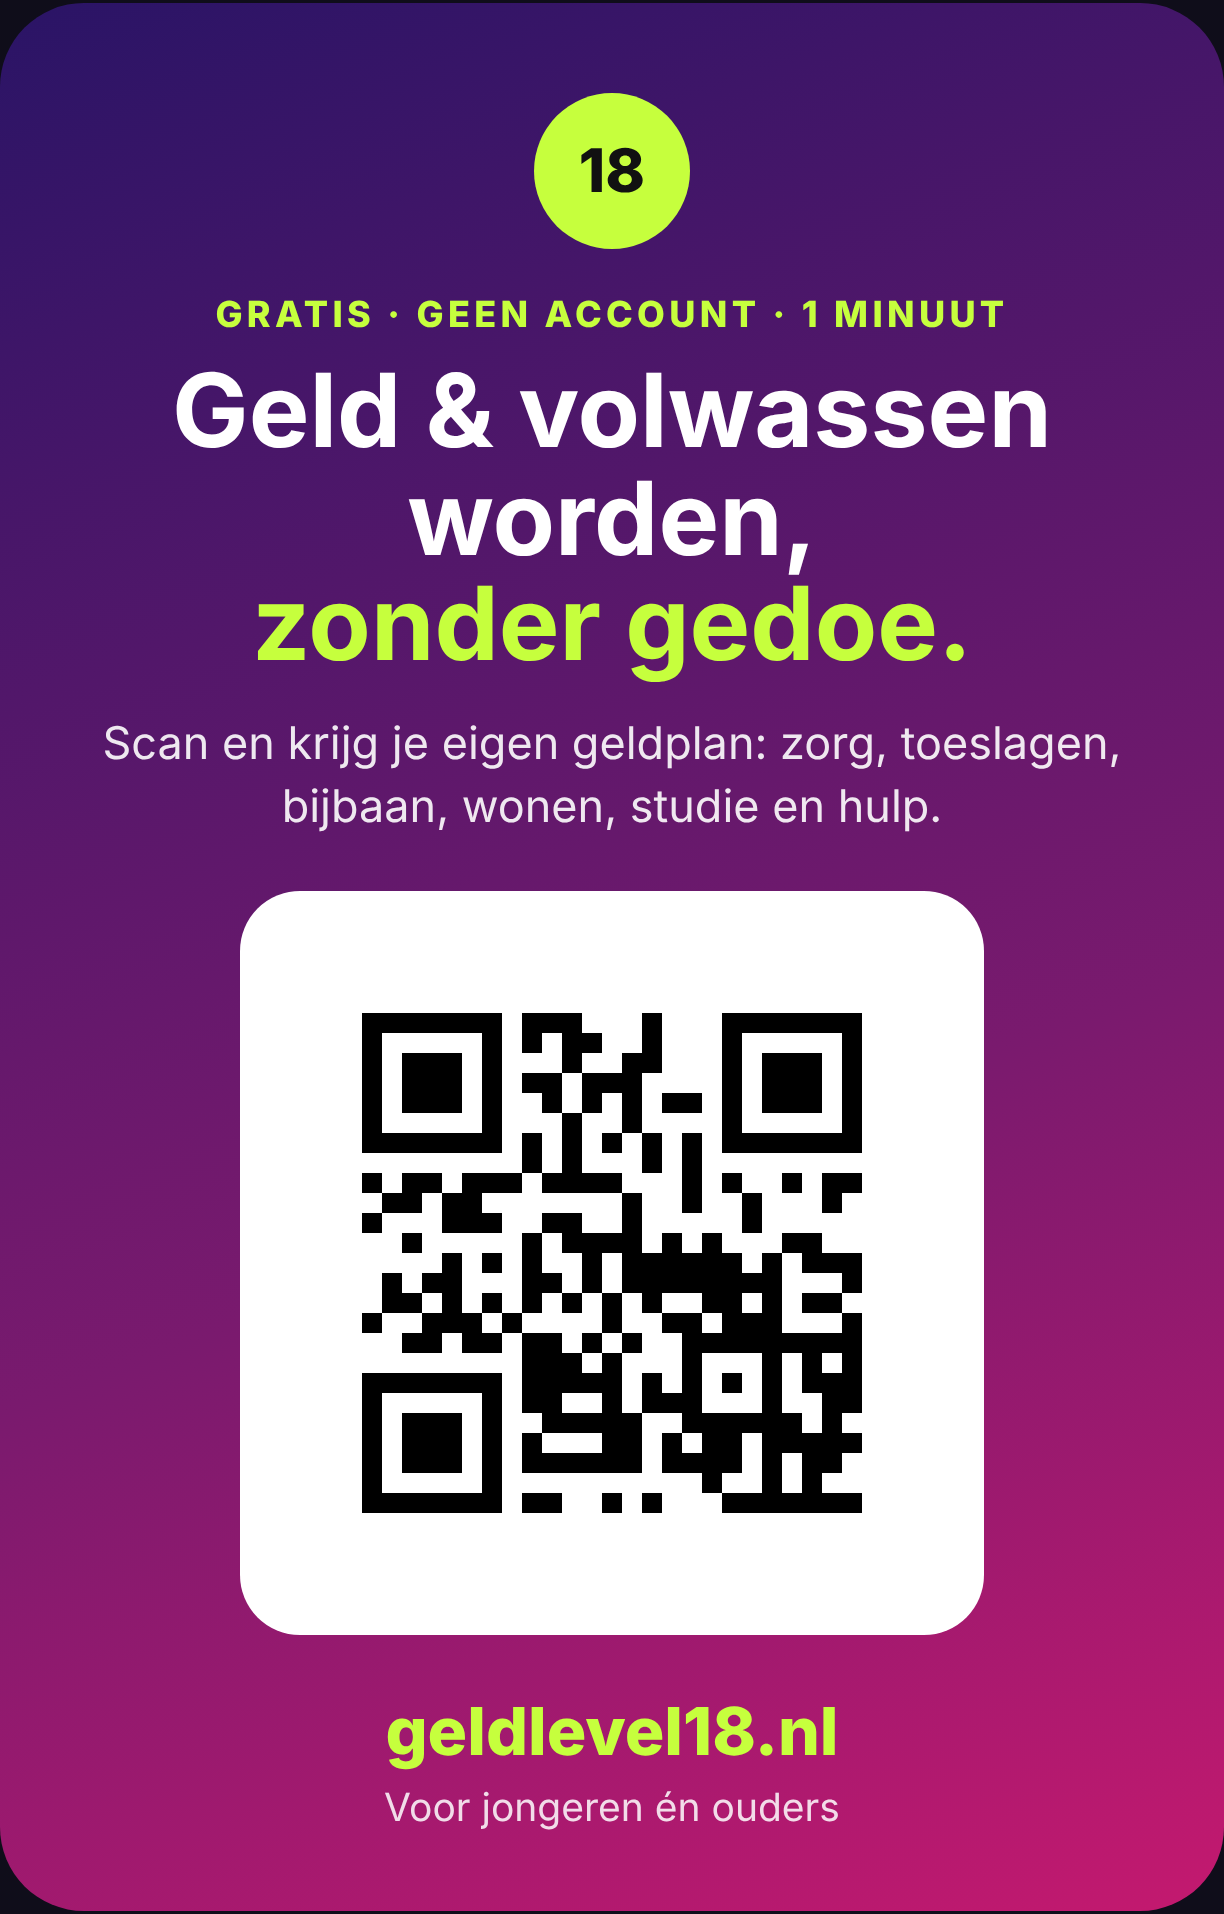 18
GRATIS · GEEN ACCOUNT · 1 MINUUT
Geld & volwassen
worden,
zonder gedoe.
Scan en krijg je eigen geldplan: zorg, toeslagen,
bijbaan, wonen, studie en hulp.
geldlevel18.nl
Voor jongeren én ouders